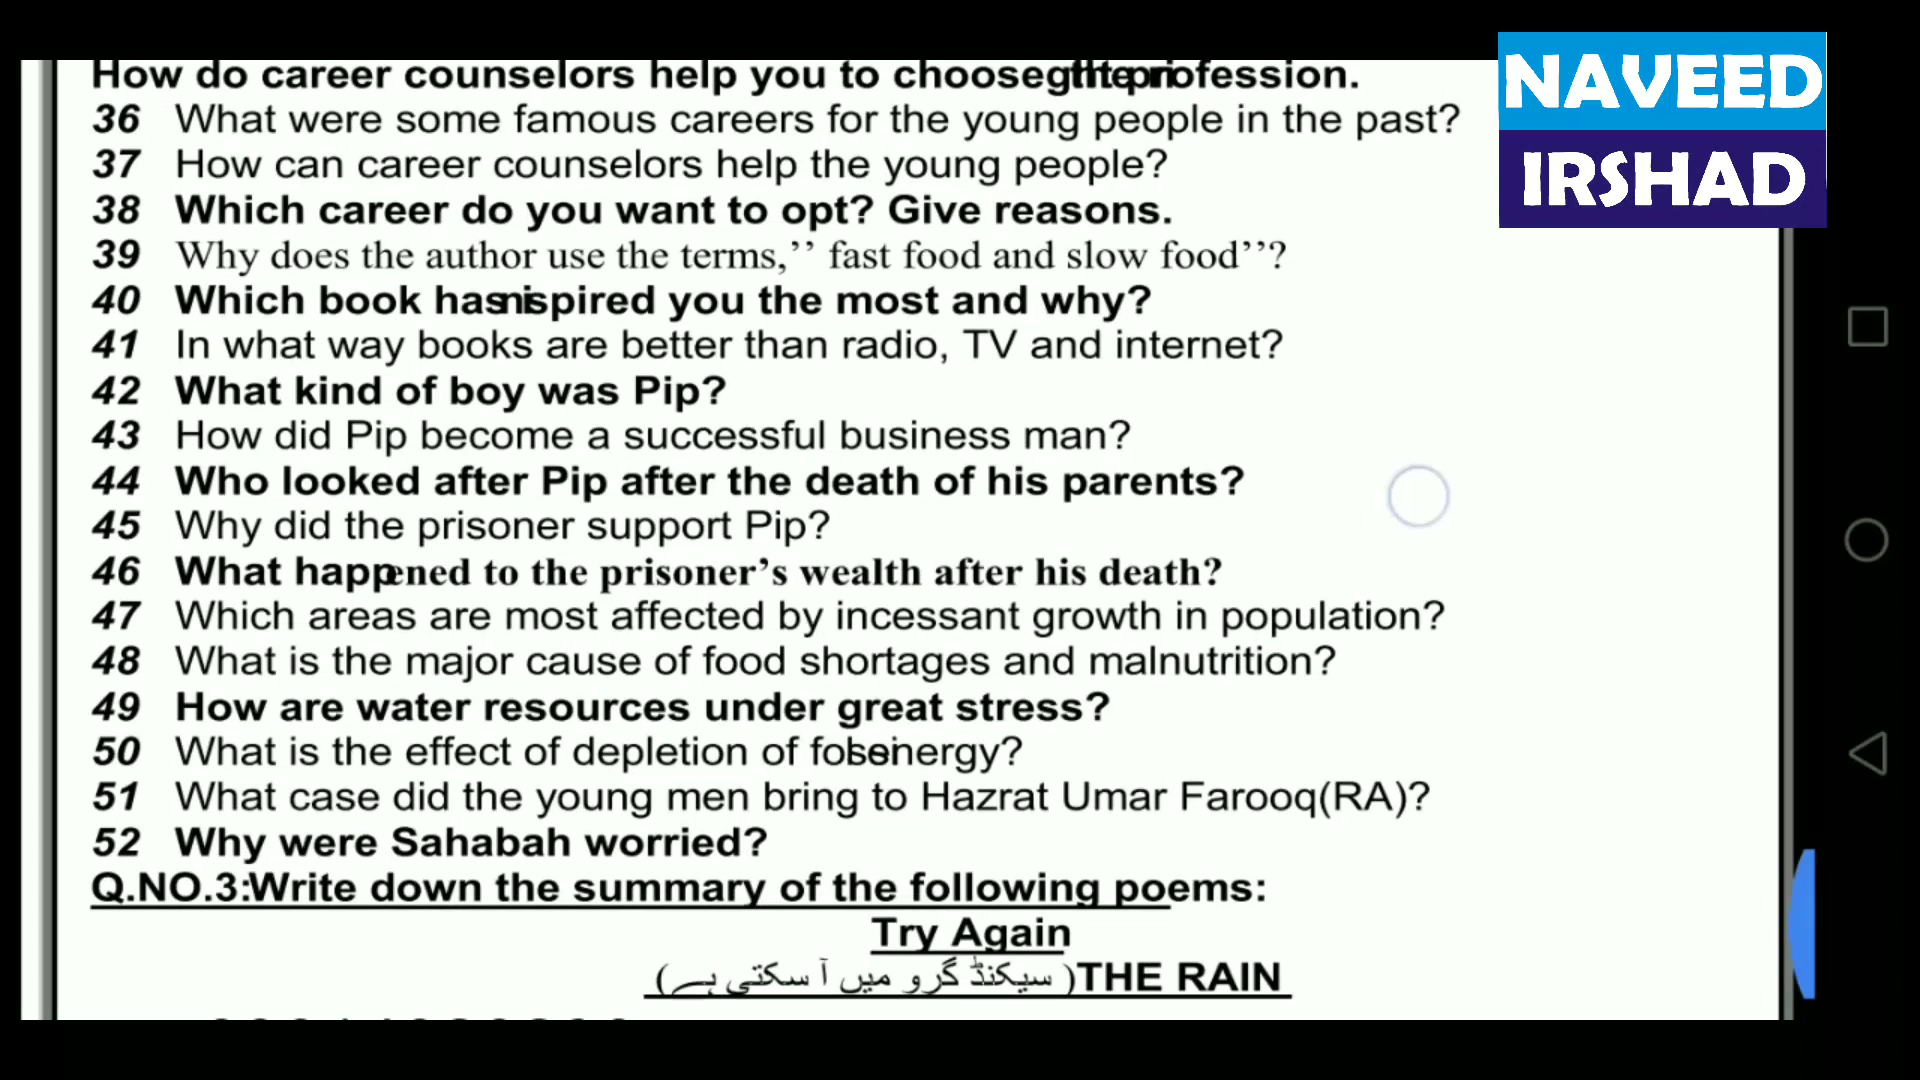 How do career counselors help you to choose the right profession.
36 What were some famous careers for the young people in the past?
37 How can career counselors help the young people?
38 Which career do you want to opt? Give reasons.
39 Why does the author use the terms,’’ fast food and slow food’’?
40 Which book has inspired you the most and why?
41 In what way books are better than radio, TV and internet?
42 What kind of boy was Pip?
43 How did Pip become a successful business man?
44 Who looked after Pip after the death of his parents?
45 Why did the prisoner support Pip?
46 What happened to the prisoner’s wealth after his death?
47 Which areas are most affected by incessant growth in population?
48 What is the major cause of food shortages and malnutrition?
49 How are water resources under great stress?
50 What is the effect of depletion of energy?
51 What case did the young men bring to Hazrat Umar Farooq(RA)?
52 Why were Sahabah worried?
Q.NO.3:Write down the summary of the following poems:
Try Again
(سیکنڈ گرو میں آ سکتی ہے)THE RAIN
NAVEED
IRSHAD